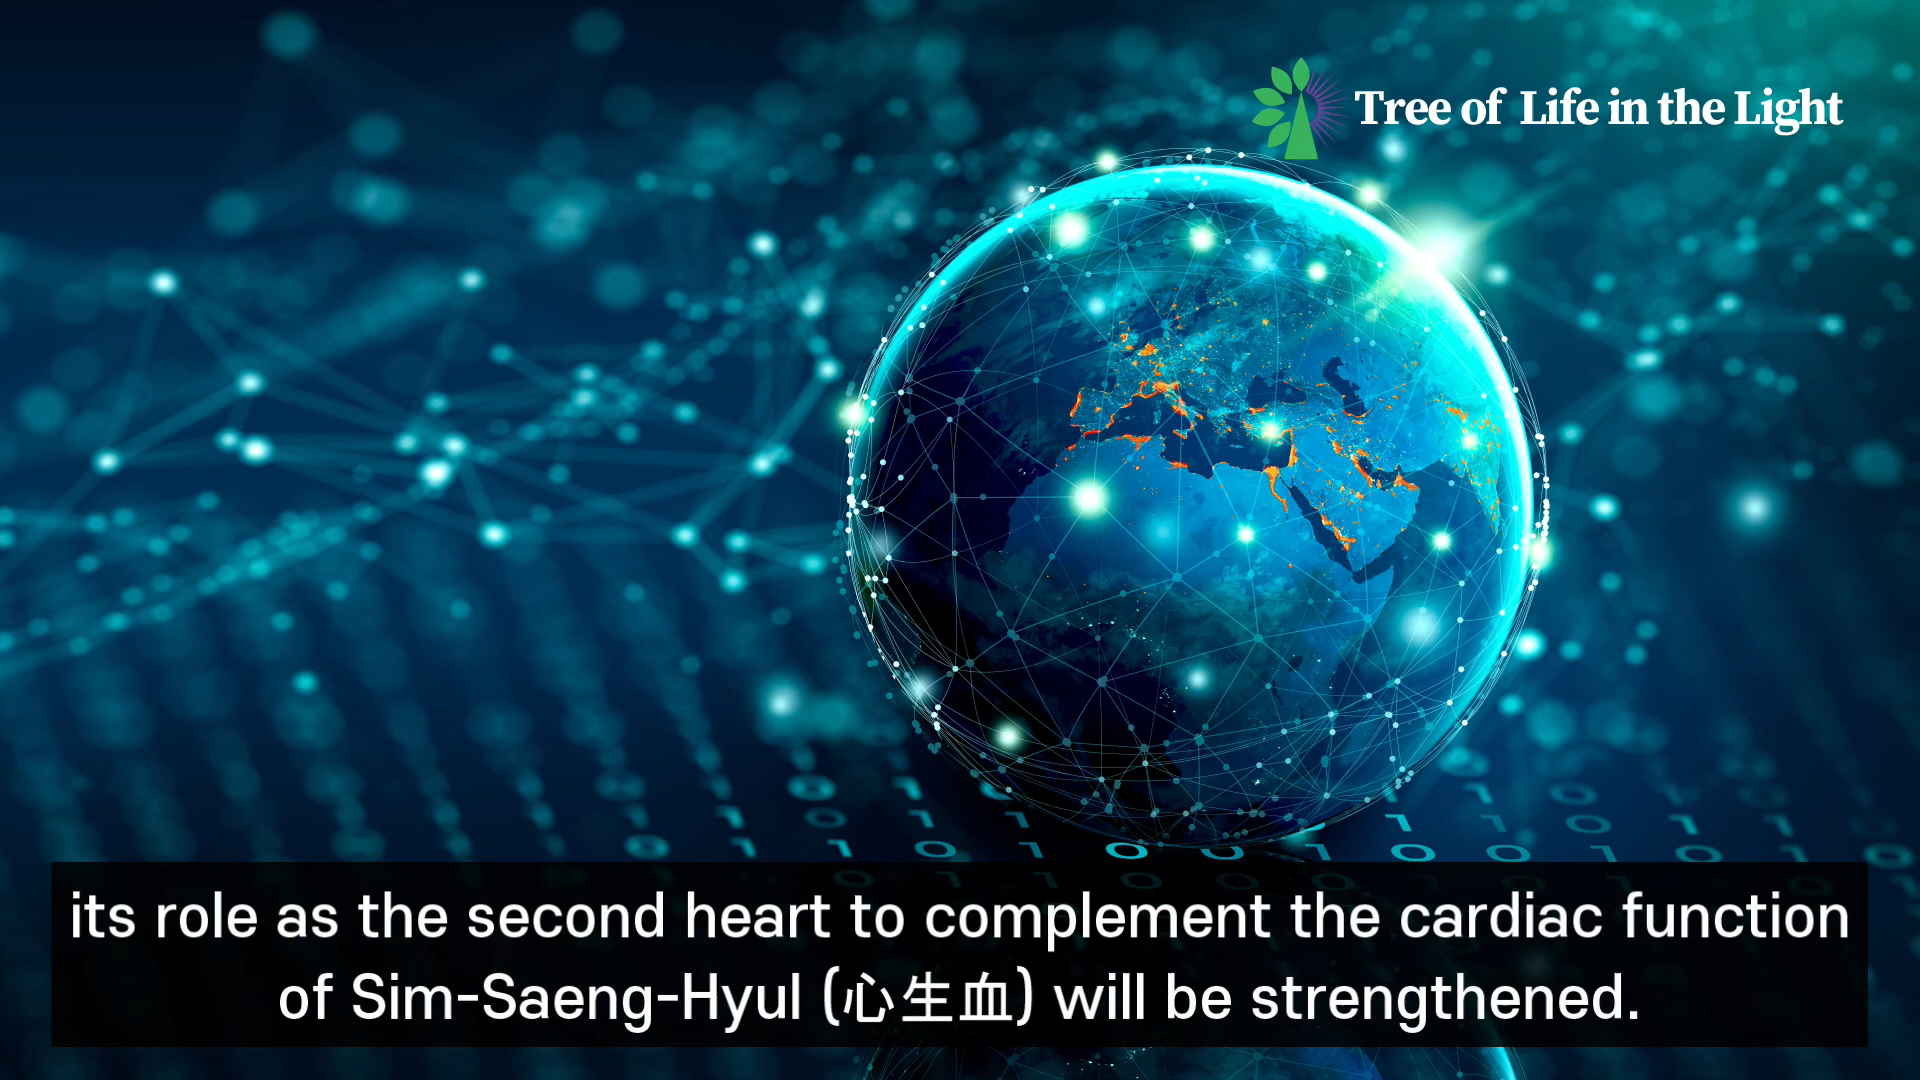 Tree of Life in the Light
its role as the second heart to complement the cardiac function
of Sim-Saeng-Hyul (心生血) will be strengthened.